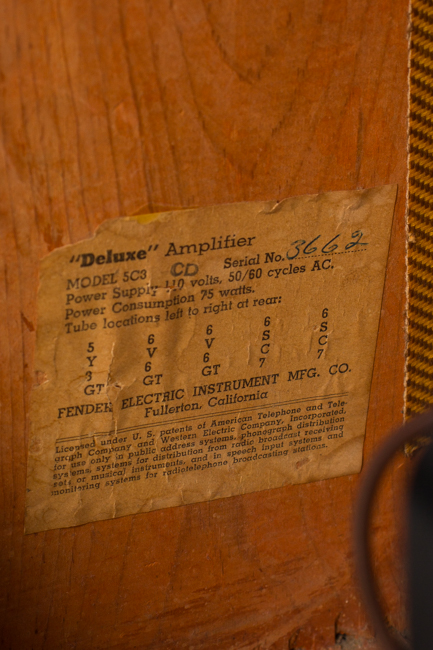 "Deluxe" Amplifier
MODEL 5C3 CD Serial No. 3662
Power Supply 110 volts, 50/60 cycles AC.
Power Consumption 75 watts.
Tube locations left to right at rear:
5 6 6 6 6
Y V V S S
3 6 6 C C
GT GT GT 7 7
FENDER ELECTRIC INSTRUMENT MFG. CO.
Fullerton, California
Licensed under U. S. patents of American Telephone and Tele-
graph Company and Western Electric Company, Incorporated,
for use only in public address systems, phonograph distribution
systems, systems for distribution from radio broadcast receiving
sets or musical instruments, and in speech input systems and
monitoring systems for radiotelephone broadcasting stations.